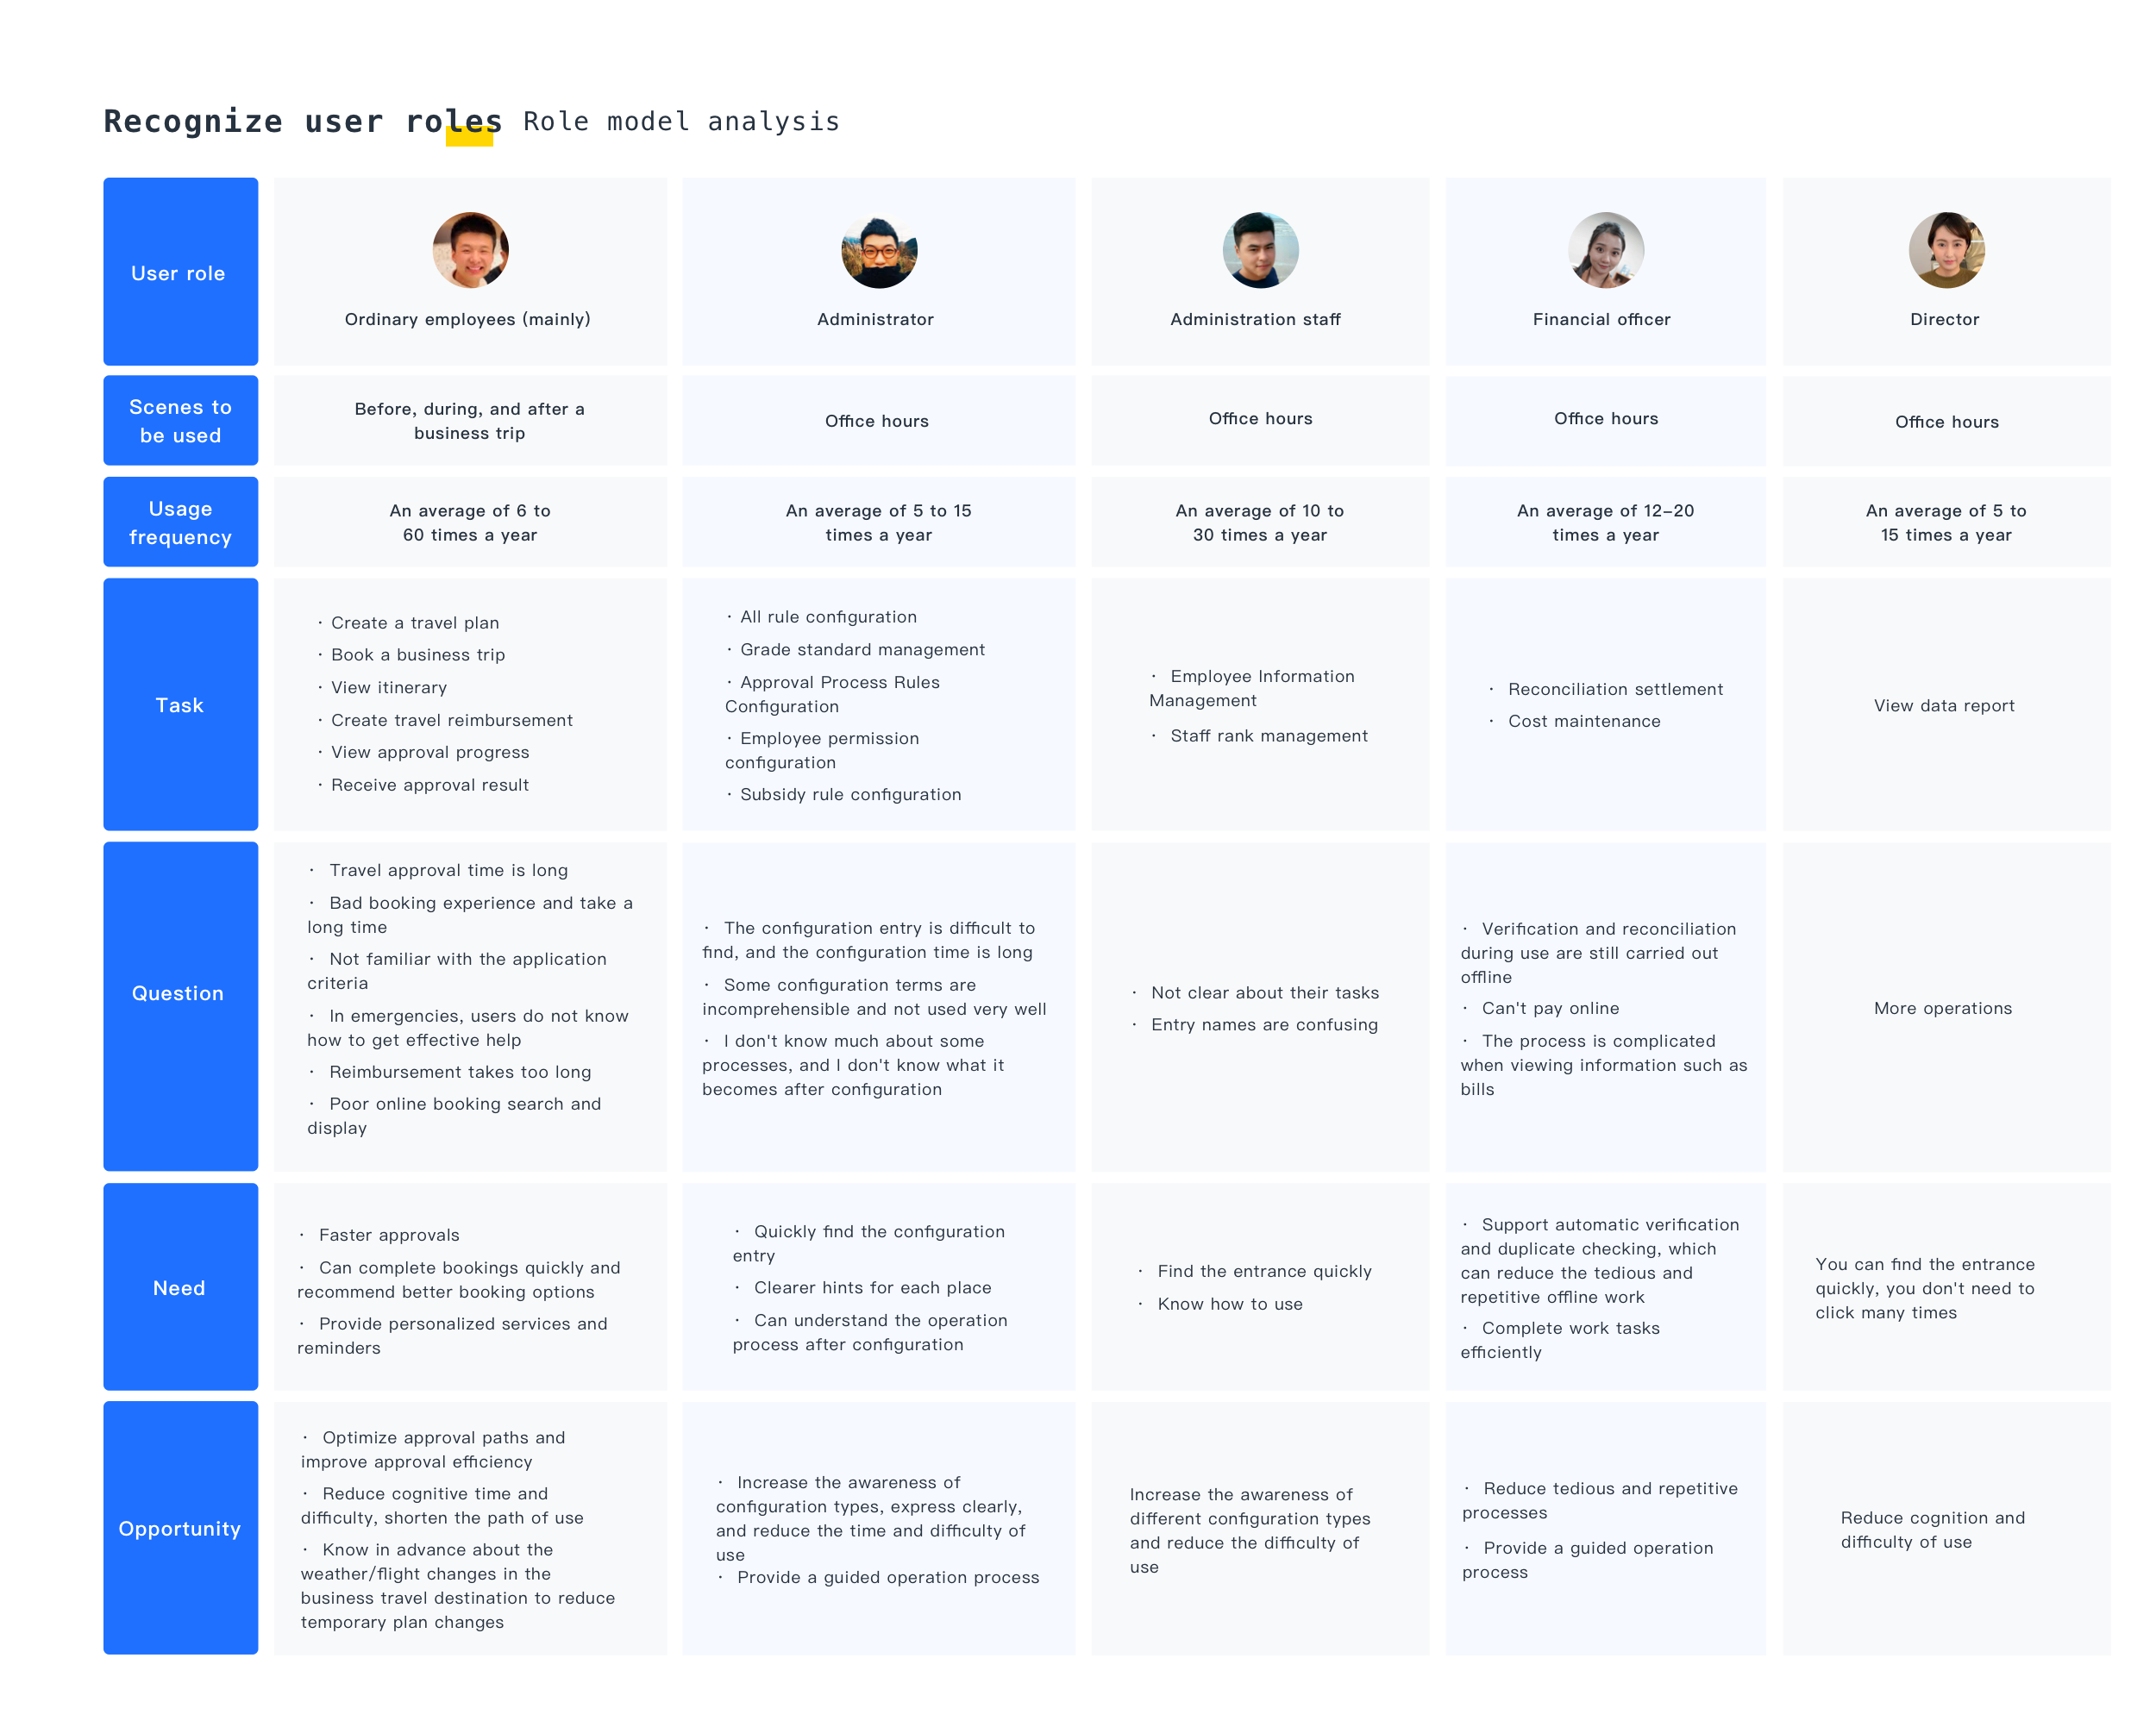 Recognize user roles Role model analysis
User role
Ordinary employees (mainly)
Administrator
Administration staff
Financial officer
Director
Scenes to
be used
Before, during, and after a
business trip
Office hours
Office hours
Office hours
Office hours
Usage
frequency
An average of 6 to
60 times a year
An average of 5 to 15
times a year
An average of 10 to
30 times a year
An average of 12–20
times a year
An average of 5 to
15 times a year
Task
· Create a travel plan
· Book a business trip
· View itinerary
· Create travel reimbursement
· View approval progress
· Receive approval result
· All rule configuration
· Grade standard management
· Approval Process Rules
Configuration
· Employee permission
configuration
· Subsidy rule configuration
· Employee Information
Management
· Staff rank management
· Reconciliation settlement
· Cost maintenance
View data report
Question
· Travel approval time is long
· Bad booking experience and take a
long time
· Not familiar with the application
criteria
· In emergencies, users do not know
how to get effective help
· Reimbursement takes too long
· Poor online booking search and
display
· The configuration entry is difficult to
find, and the configuration time is long
· Some configuration terms are
incomprehensible and not used very well
· I don't know much about some
processes, and I don't know what it
becomes after configuration
· Not clear about their tasks
· Entry names are confusing
· Verification and reconciliation
during use are still carried out
offline
· Can't pay online
· The process is complicated
when viewing information such as
bills
More operations
Need
· Faster approvals
· Can complete bookings quickly and
recommend better booking options
· Provide personalized services and
reminders
· Quickly find the configuration
entry
· Clearer hints for each place
· Can understand the operation
process after configuration
· Find the entrance quickly
· Know how to use
· Support automatic verification
and duplicate checking, which
can reduce the tedious and
repetitive offline work
· Complete work tasks
efficiently
You can find the entrance
quickly, you don't need to
click many times
Opportunity
· Optimize approval paths and
improve approval efficiency
· Reduce cognitive time and
difficulty, shorten the path of use
· Know in advance about the
weather/flight changes in the
business travel destination to reduce
temporary plan changes
· Increase the awareness of
configuration types, express clearly,
and reduce the time and difficulty of
use
· Provide a guided operation process
Increase the awareness of
different configuration types
and reduce the difficulty of
use
· Reduce tedious and repetitive
processes
· Provide a guided operation
process
Reduce cognition and
difficulty of use